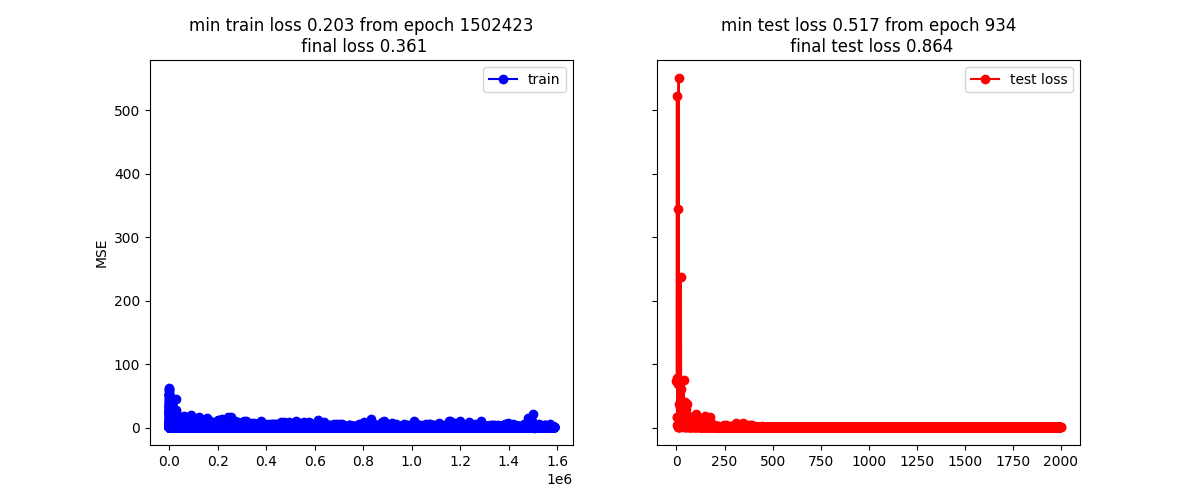 min train loss 0.203 from epoch 1502423
final loss 0.361
train
MSE
500
400
300
200
100
0
0.0 0.2 0.4 0.6 0.8 1.0 1.2 1.4 1.6
1e6
min test loss 0.517 from epoch 934
final test loss 0.864
test loss
0 250 500 750 1000 1250 1500 1750 2000